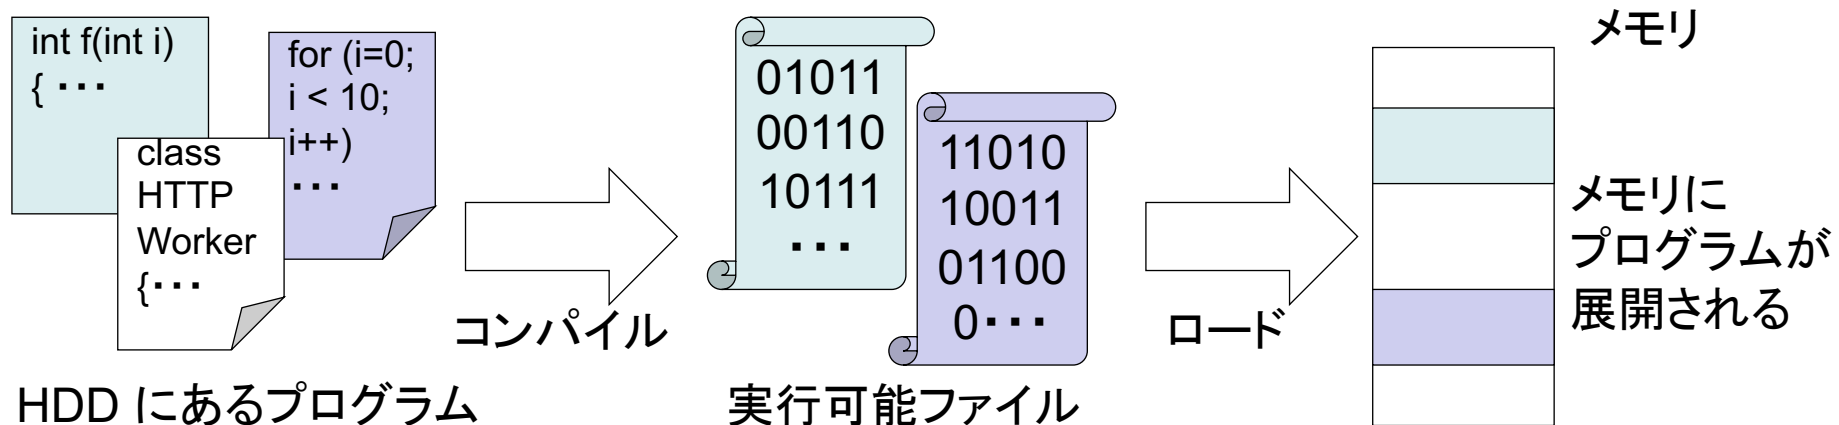 int f(int i)
{ ・・・
class
HTTP
Worker
{・・・
for (i=0;
i < 10;
i++)
・・・
HDD にあるプログラム
コンパイル
01011
00110
10111
・・・
11010
10011
01100
0・・・
実行可能ファイル
ロード
メモリ
メモリに
プログラムが
展開される